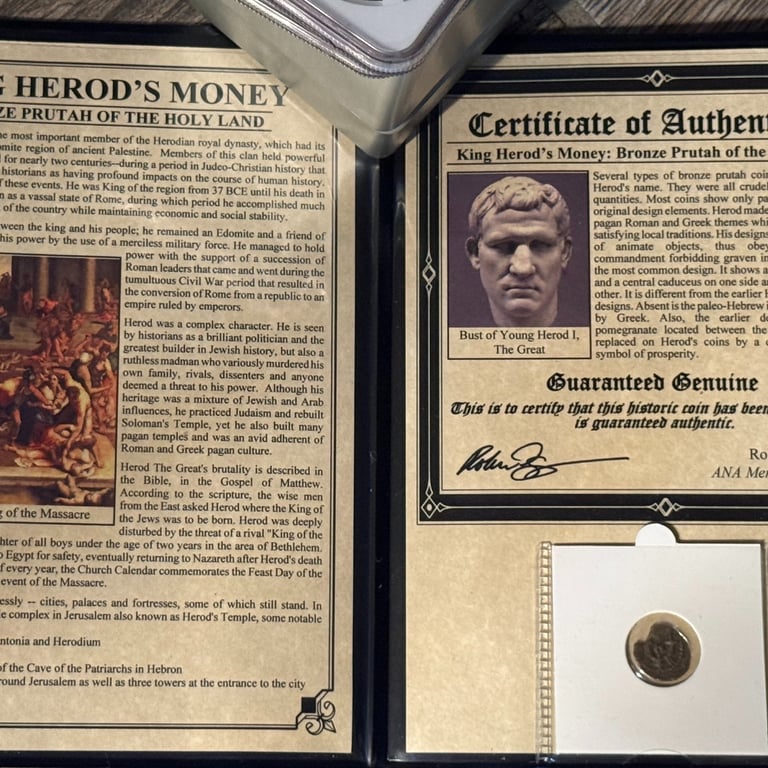 G HEROD'S MONEY
ZE PRUTAH OF THE HOLY LAND
e most important member of the Herodian royal dynasty, which had its
mite region of ancient Palestine. Members of this clan held powerful
for nearly two centuries--during a period in Judeo-Christian history that
historians as having profound impacts on the course of human history.
f these events. He was King of the region from 37 BCE until his death in
n as a vassal state of Rome, during which period he accomplished much
of the country while maintaining economic and social stability.
ween the king and his people; he remained an Edomite and a friend of
his power by the use of a merciless military force. He managed to hold
power with the support of a succession of
Roman leaders that came and went during the
tumultuous Civil War period that resulted in
the conversion of Rome from a republic to an
empire ruled by emperors.
Herod was a complex character. He is seen
by historians as a brilliant politician and the
greatest builder in Jewish history, but also a
ruthless madman who variously murdered his
own family, rivals, dissenters and anyone
deemed a threat to his power. Although his
heritage was a mixture of Jewish and Arab
influences, he practiced Judaism and rebuilt
Soloman's Temple, yet he also built many
pagan temples and was an avid adherent of
Roman and Greek pagan culture.
Herod The Great's brutality is described in
the Bible, in the Gospel of Matthew.
According to the scripture, the wise men
from the East asked Herod where the King of
the Jews was to be born. Herod was deeply
disturbed by the threat of a rival "King of the
g of the Massacre
hter of all boys under the age of two years in the area of Bethlehem.
o Egypt for safety, eventually returning to Nazareth after Herod's death
f every year, the Church Calendar commemorates the Feast Day of the
event of the Massacre.
essly -- cities, palaces and fortresses, some of which still stand. In
le complex in Jerusalem also known as Herod's Temple, some notable
ntonia and Herodium
of the Cave of the Patriarchs in Hebron
round Jerusalem as well as three towers at the entrance to the city
Certificate of Authent
King Herod's Money: Bronze Prutah of the
Several types of bronze prutah coi
Herod's name. They were all crudel
quantities. Most coins show only pa
original design elements. Herod made
pagan Roman and Greek themes whi
satisfying local traditions. His designs
of animate objects, thus obey
commandment forbidding graven im
the most common design. It shows a
and a central caduceus on one side an
other. It is different from the earlier H
designs. Absent is the paleo-Hebrew i
by Greek. Also, the earlier de
pomegranate located between the
replaced on Herod's coins by a c
symbol of prosperity.
Bust of Young Herod I,
The Great
Guaranteed Genuine
This is to certify that this historic coin has been
is guaranteed authentic.
Ro
ANA Me